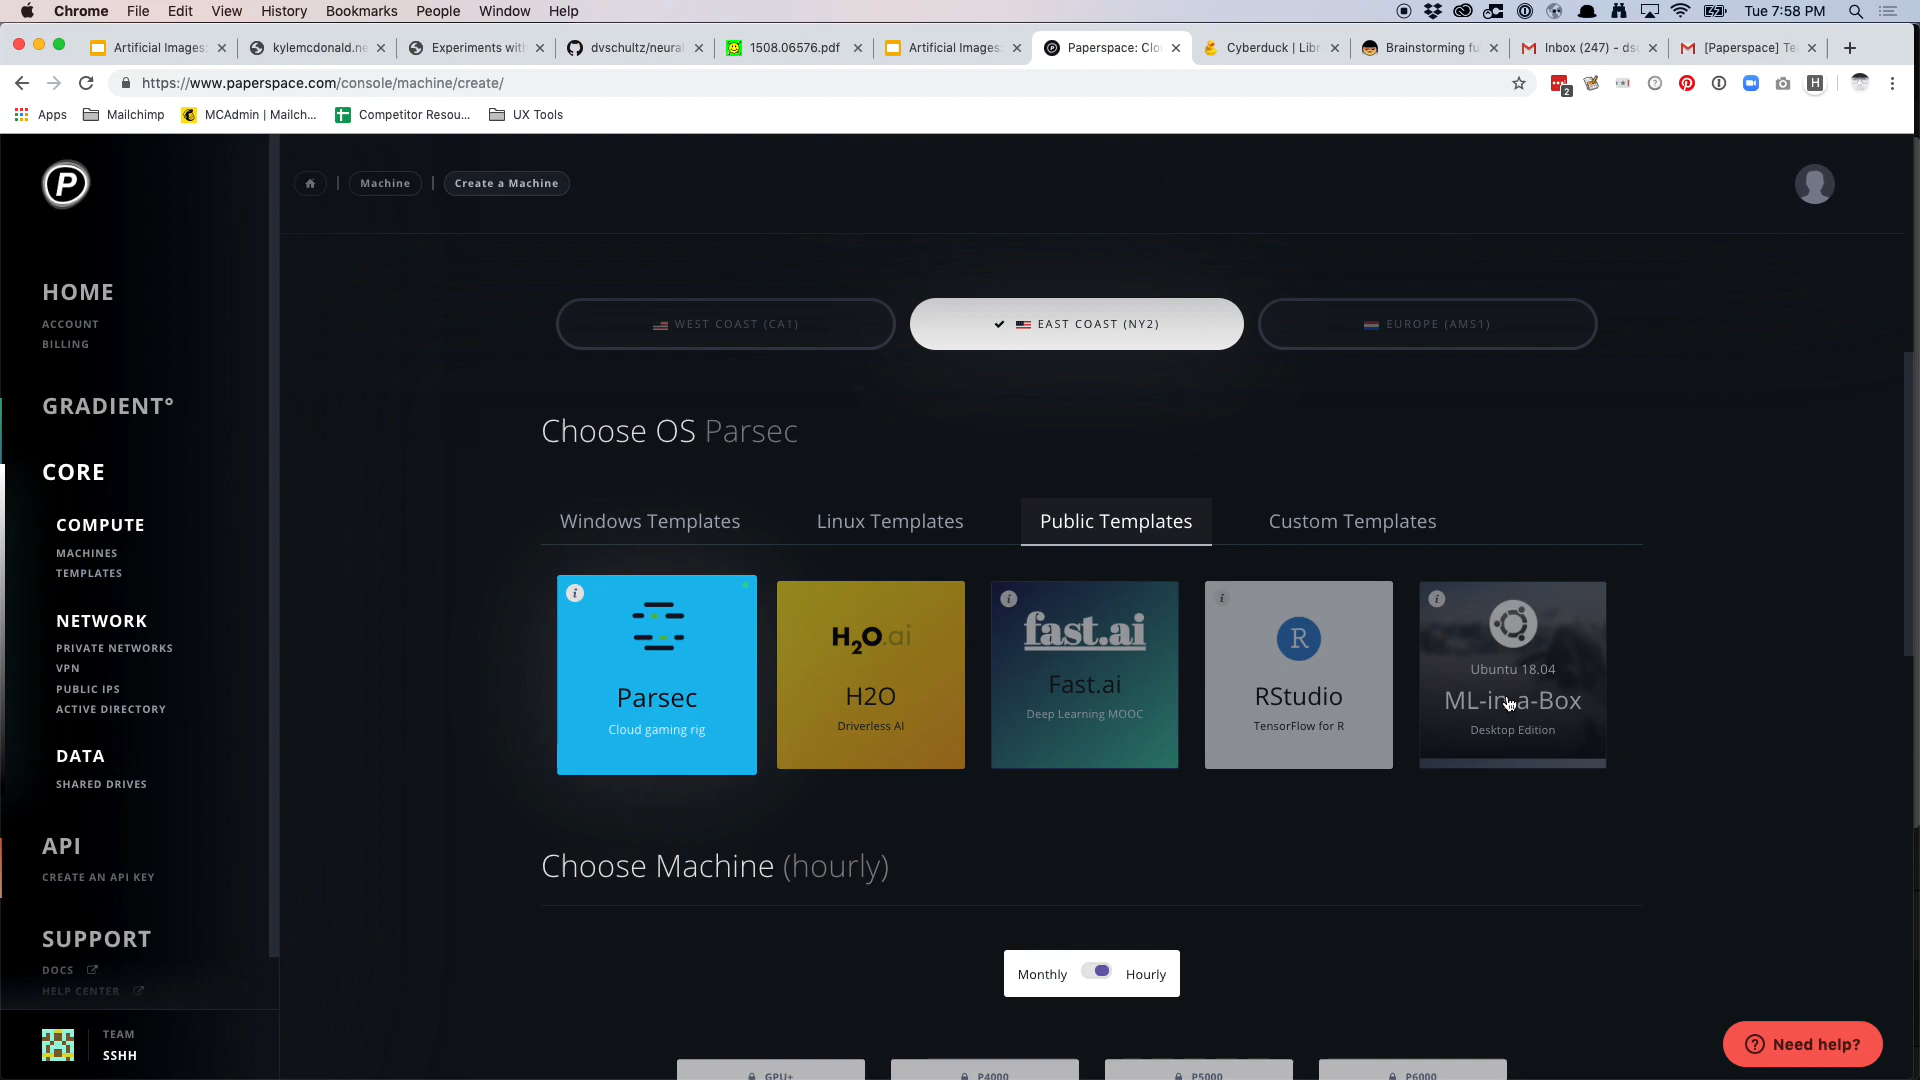 Chrome File Edit View History Bookmarks People Window Help Tue 7:58 PM
Artificial Images: kylemcdonald.ne Experiments with dvschultz/neural 1508.06576.pdf Artificial Images: Paperspace: Clo Cyberduck | Libr Brainstorming fu Inbox (247) - ds [Paperspace] Te
https://www.paperspace.com/console/machine/create/
2
H
Apps Mailchimp MCAdmin | Mailch... Competitor Resou... UX Tools
P
| Machine | Create a Machine
HOME
ACCOUNT
BILLING
GRADIENT°
CORE
COMPUTE
MACHINES
TEMPLATES
NETWORK
PRIVATE NETWORKS
VPN
PUBLIC IPS
ACTIVE DIRECTORY
DATA
SHARED DRIVES
API
CREATE AN API KEY
SUPPORT
DOCS
HELP CENTER
TEAM
SSHH
WEST COAST (CA1) EAST COAST (NY2) EUROPE (AMS1)
Choose OS Parsec
Windows Templates Linux Templates Public Templates Custom Templates
i
Parsec
Cloud gaming rig
H2O.ai
H2O
Driverless AI
i
fast.ai
Fast.ai
Deep Learning MOOC
i
R
RStudio
TensorFlow for R
i
Ubuntu 18.04
ML-in-a-Box
Desktop Edition
Choose Machine (hourly)
Monthly Hourly
GPU+ P4000 P5000 P6000
Need help?